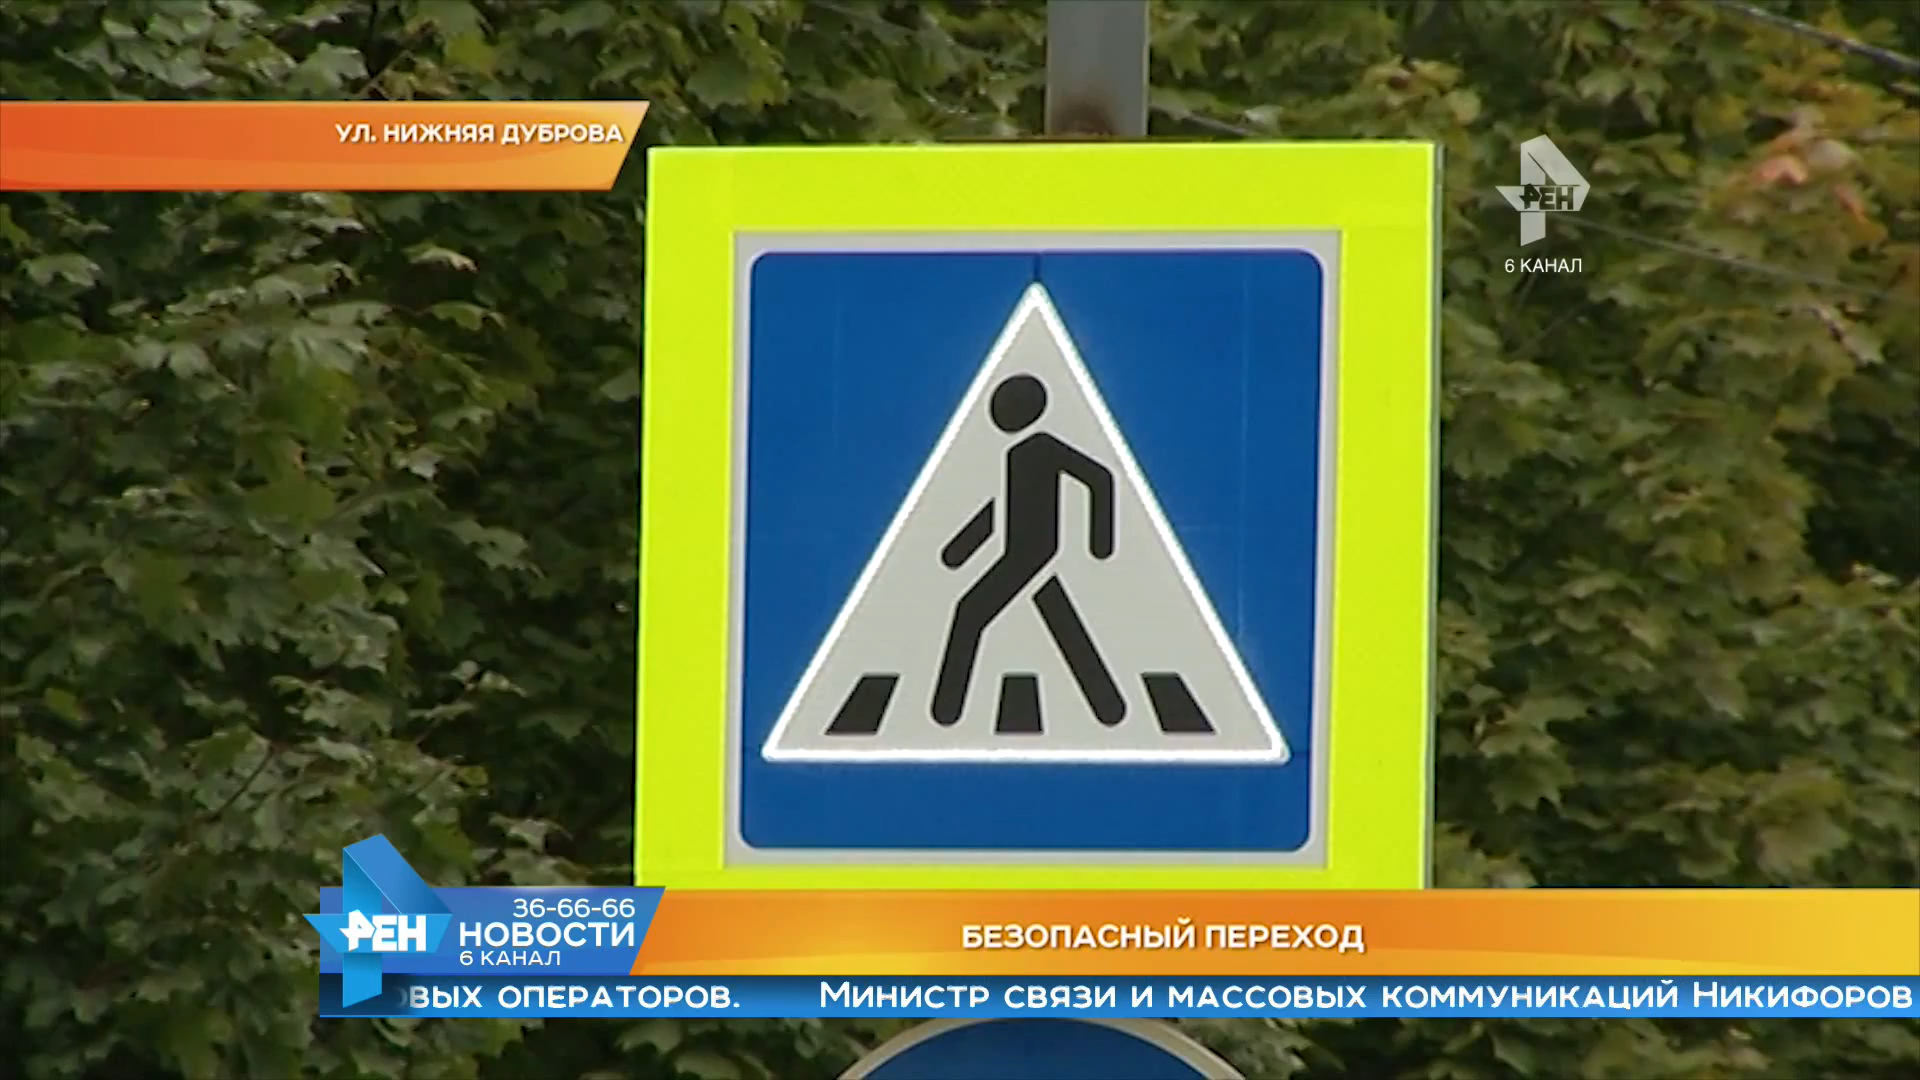 УЛ. НИЖНЯЯ ДУБРОВА
РЕН
6 КАНАЛ
36-66-66
РЕН
НОВОСТИ
6 КАНАЛ
БЕЗОПАСНЫЙ ПЕРЕХОД
ОПЕРАТОРОВ. МИНИСТР СВЯЗИ И МАССОВЫХ КОММУНИКАЦИЙ НИКИФОРОВ